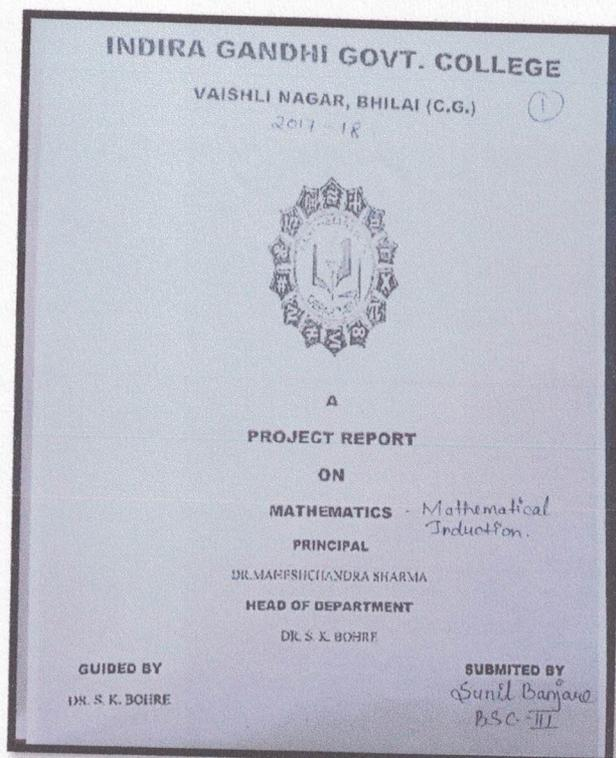 INDIRA GANDHI GOVT. COLLEGE
VAISHLI NAGAR, BHILAI (C.G.) 1
2017-18
A
PROJECT REPORT
ON
MATHEMATICS - Mathematical
Induction.
PRINCIPAL
DR.MAHESHCHANDRA SHARMA
HEAD OF DEPARTMENT
DR. S. K. BOHRE
GUIDED BY
DR. S. K. BOHRE
SUBMITED BY
Sunil Banjare
BSC-III